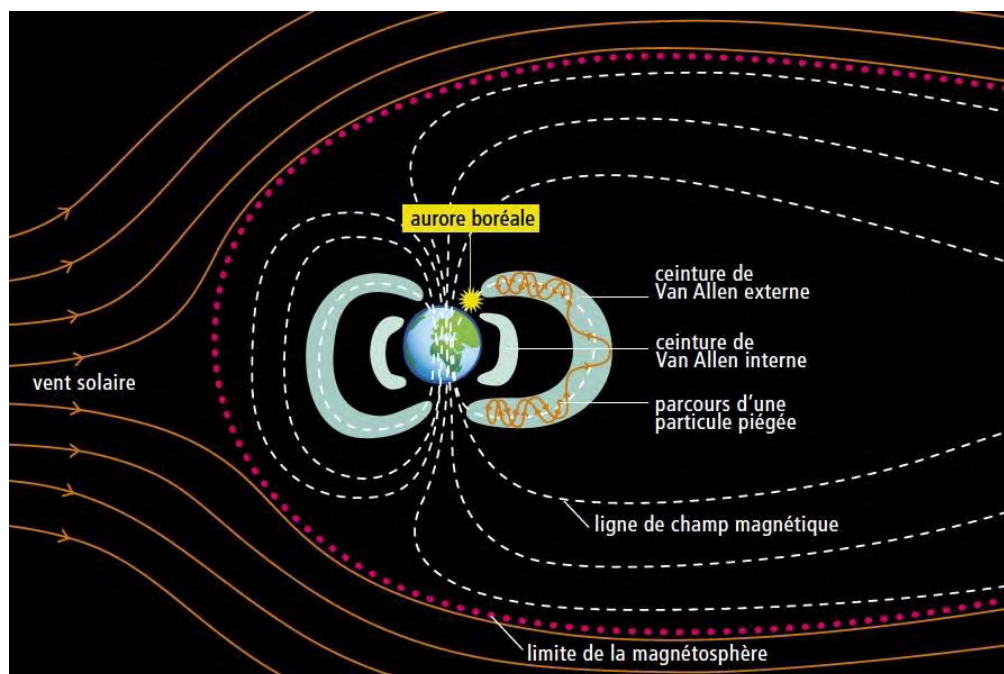 aurore boréale
ceinture de
Van Allen externe
ceinture de
Van Allen interne
vent solaire
parcours d'une
particule piégée
ligne de champ magnétique
limite de la magnétosphère